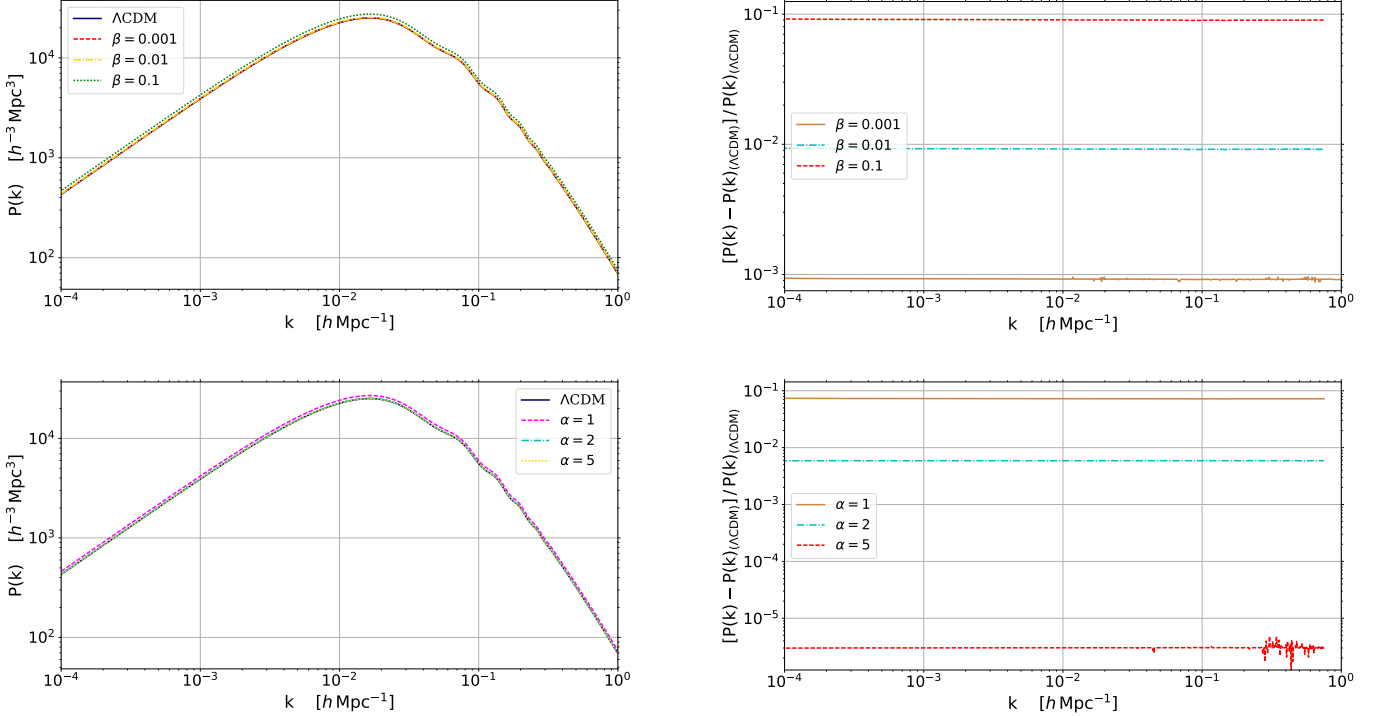 ΛCDM
β = 0.001
β = 0.01
β = 0.1
10⁴
10³
10²
P(k) [h⁻³ Mpc³]
10⁻⁴ 10⁻³ 10⁻² 10⁻¹ 10⁰
k [h Mpc⁻¹]
10⁻¹
10⁻²
10⁻³
[P(k) − P(k)(ΛCDM)] / P(k)(ΛCDM)
β = 0.001
β = 0.01
β = 0.1
10⁻⁴ 10⁻³ 10⁻² 10⁻¹ 10⁰
k [h Mpc⁻¹]
ΛCDM
α = 1
α = 2
α = 5
10⁴
10³
10²
P(k) [h⁻³ Mpc³]
10⁻⁴ 10⁻³ 10⁻² 10⁻¹ 10⁰
k [h Mpc⁻¹]
10⁻¹
10⁻²
10⁻³
10⁻⁴
10⁻⁵
[P(k) − P(k)(ΛCDM)] / P(k)(ΛCDM)
α = 1
α = 2
α = 5
10⁻⁴ 10⁻³ 10⁻² 10⁻¹ 10⁰
k [h Mpc⁻¹]